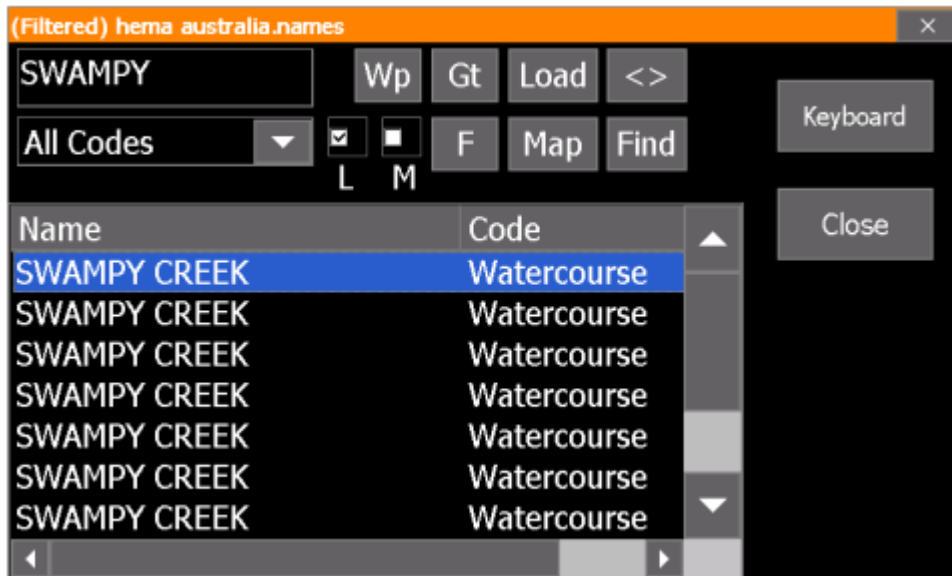 (Filtered) hema australia.names
SWAMPY Wp Gt Load <>
Keyboard
All Codes F Map Find
L M
Close
Name Code
SWAMPY CREEK Watercourse
SWAMPY CREEK Watercourse
SWAMPY CREEK Watercourse
SWAMPY CREEK Watercourse
SWAMPY CREEK Watercourse
SWAMPY CREEK Watercourse
SWAMPY CREEK Watercourse